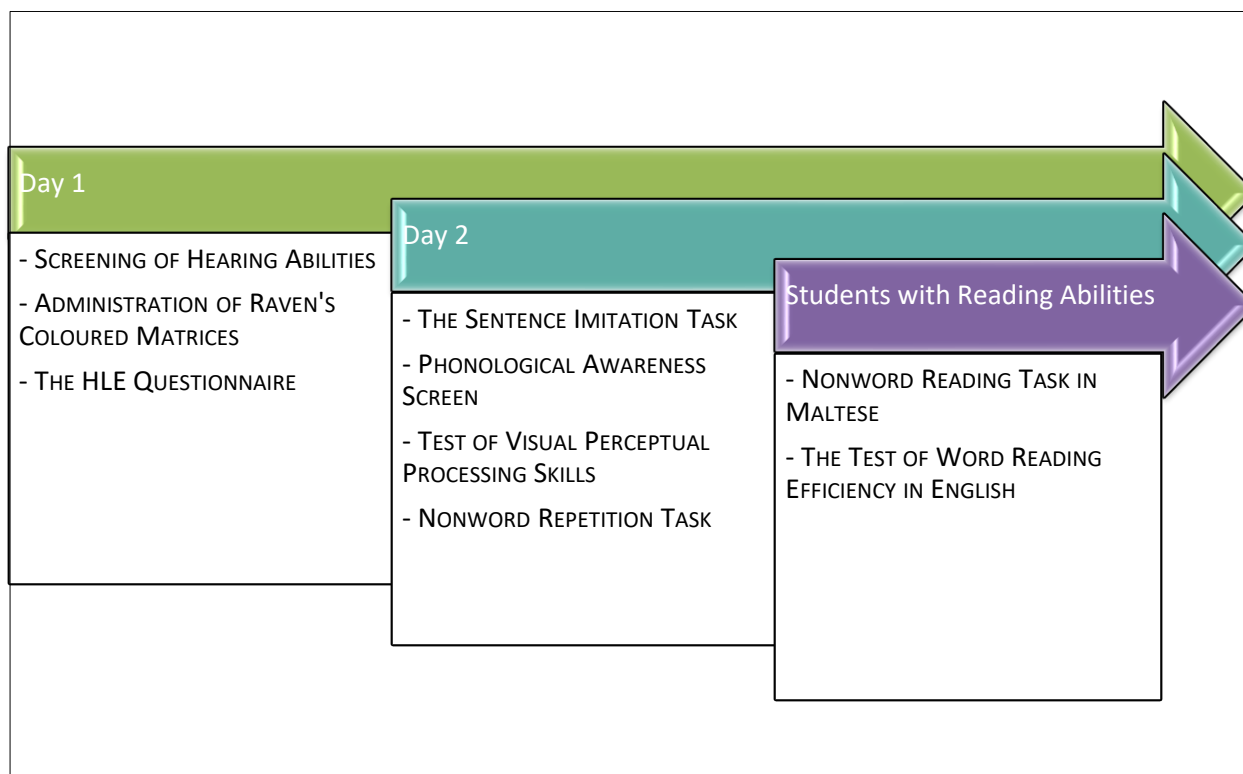 Day 1
- Screening of Hearing Abilities
- Administration of Raven's
Coloured Matrices
- The HLE Questionnaire
Day 2
- The Sentence Imitation Task
- Phonological Awareness
Screen
- Test of Visual Perceptual
Processing Skills
- Nonword Repetition Task
Students with Reading Abilities
- Nonword Reading Task in
Maltese
- The Test of Word Reading
Efficiency in English